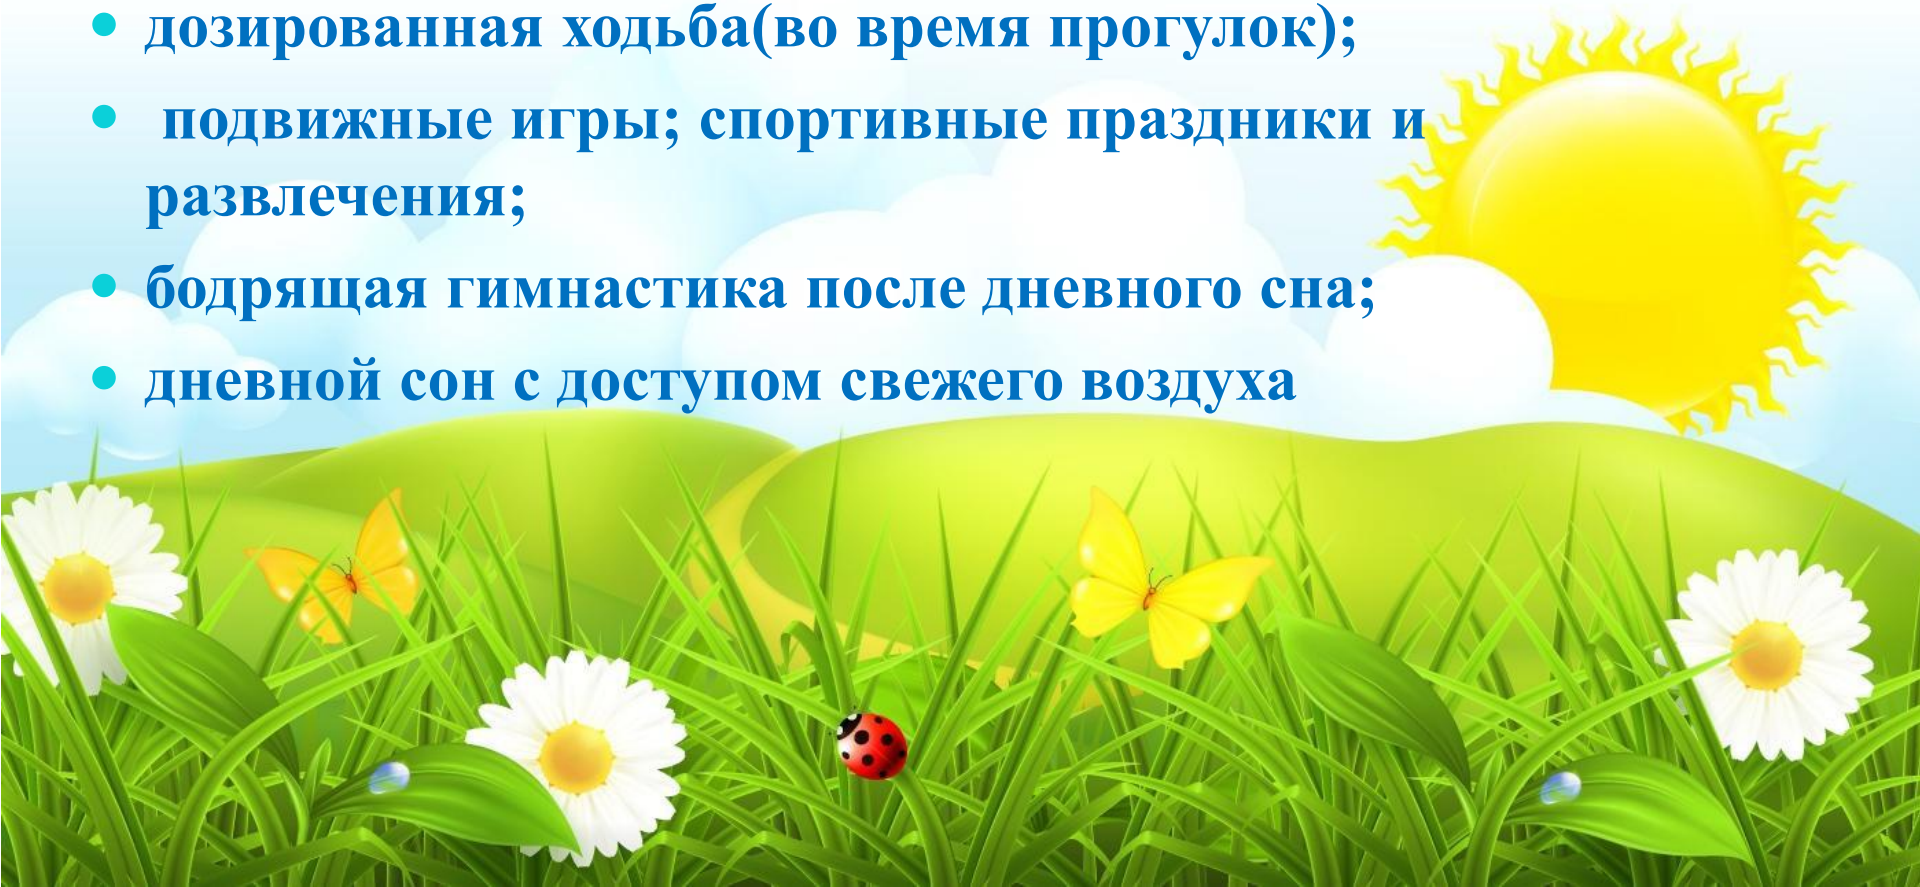 • дозированная ходьба(во время прогулок);
• подвижные игры; спортивные праздники и
развлечения;
• бодрящая гимнастика после дневного сна;
• дневной сон с доступом свежего воздуха